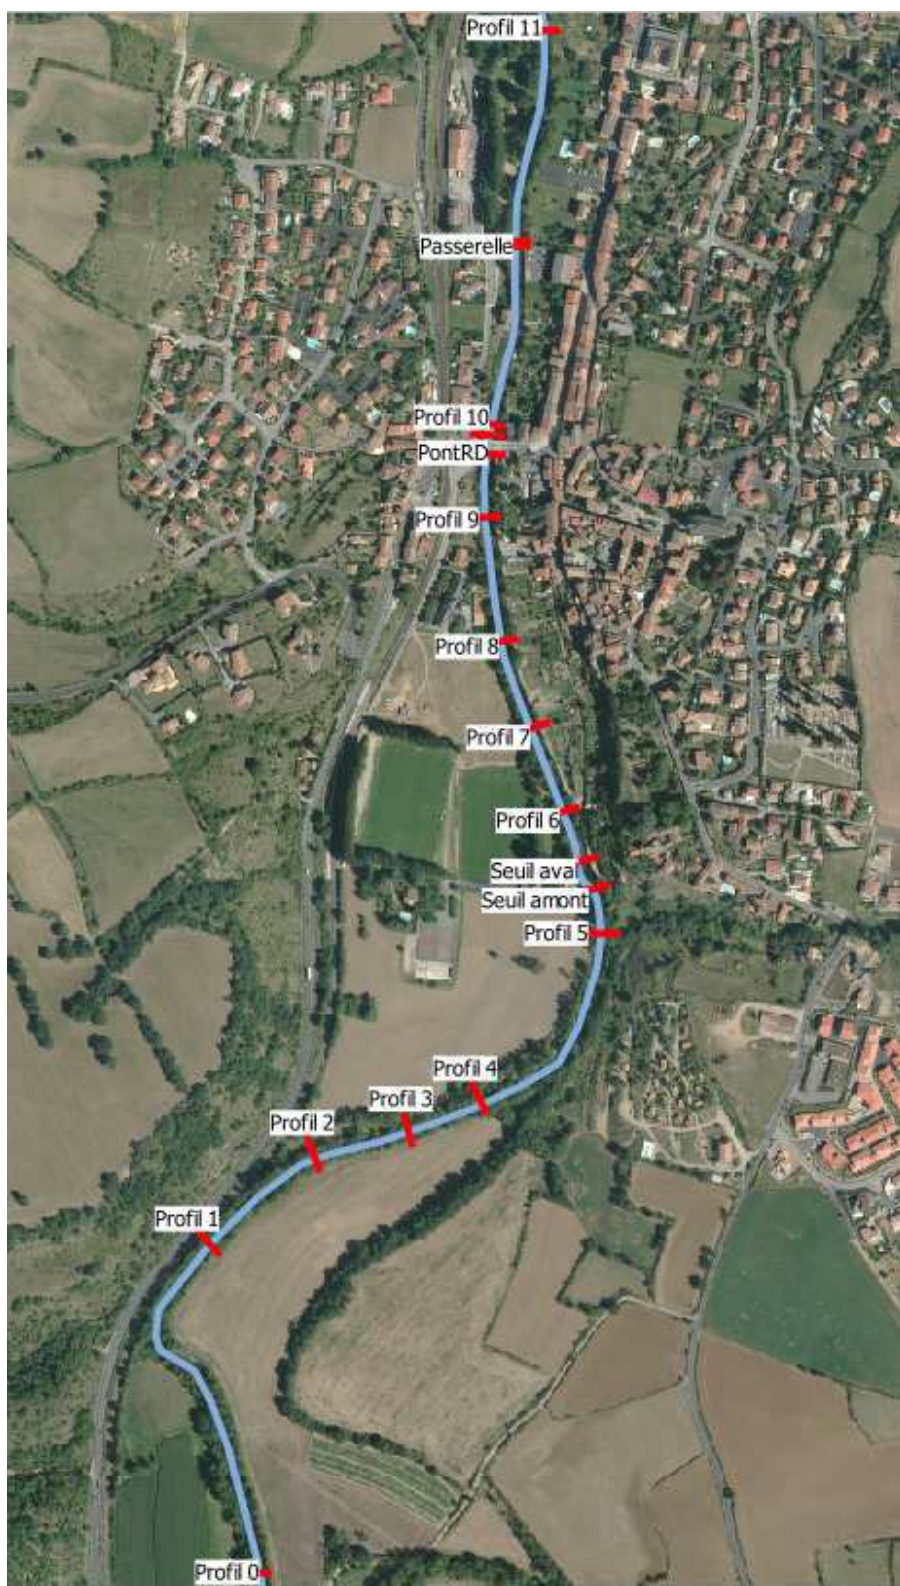 Profil 11
Passerelle
Profil 10
PontRD
Profil 9
Profil 8
Profil 7
Profil 6
Seuil aval
Seuil amont
Profil 5
Profil 4
Profil 3
Profil 2
Profil 1
Profil 0